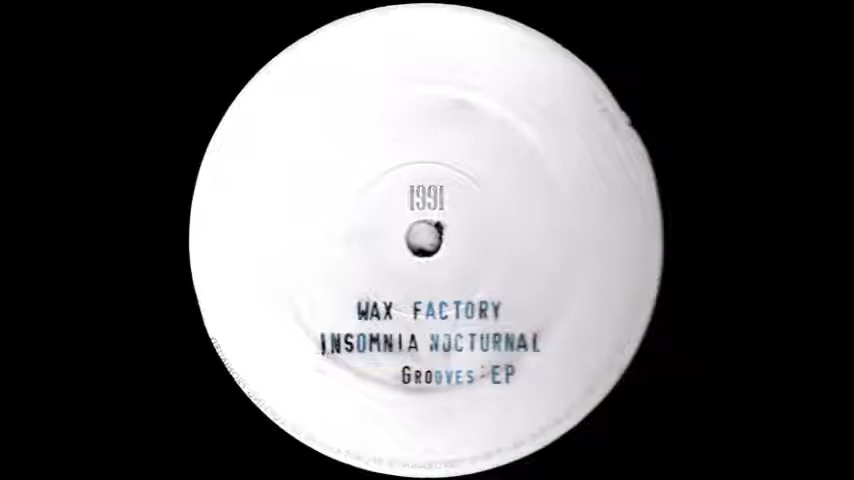 1991
WAX FACTORY
INSOMNIA NOCTURNAL
GROOVES EP